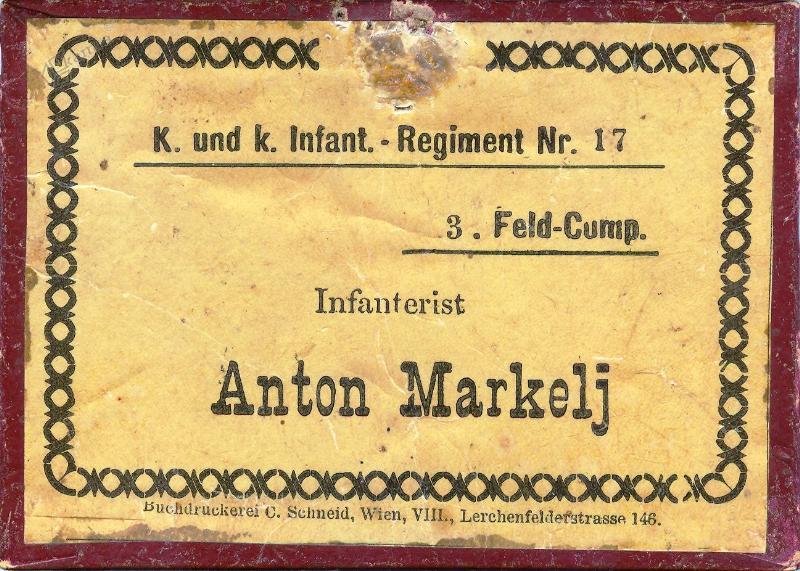 K. und k. Infant.-Regiment Nr. 17
3. Feld-Cump.
Infanterist
Anton Markelj
Buchdruckerei C. Schneid, Wien, VIII., Lerchenfelderstrasse 146.